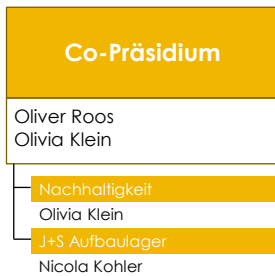 Co-Präsidium
Oliver Roos
Olivia Klein
Nachhaltigkeit
Olivia Klein
J+S Aufbaulager
Nicola Kohler